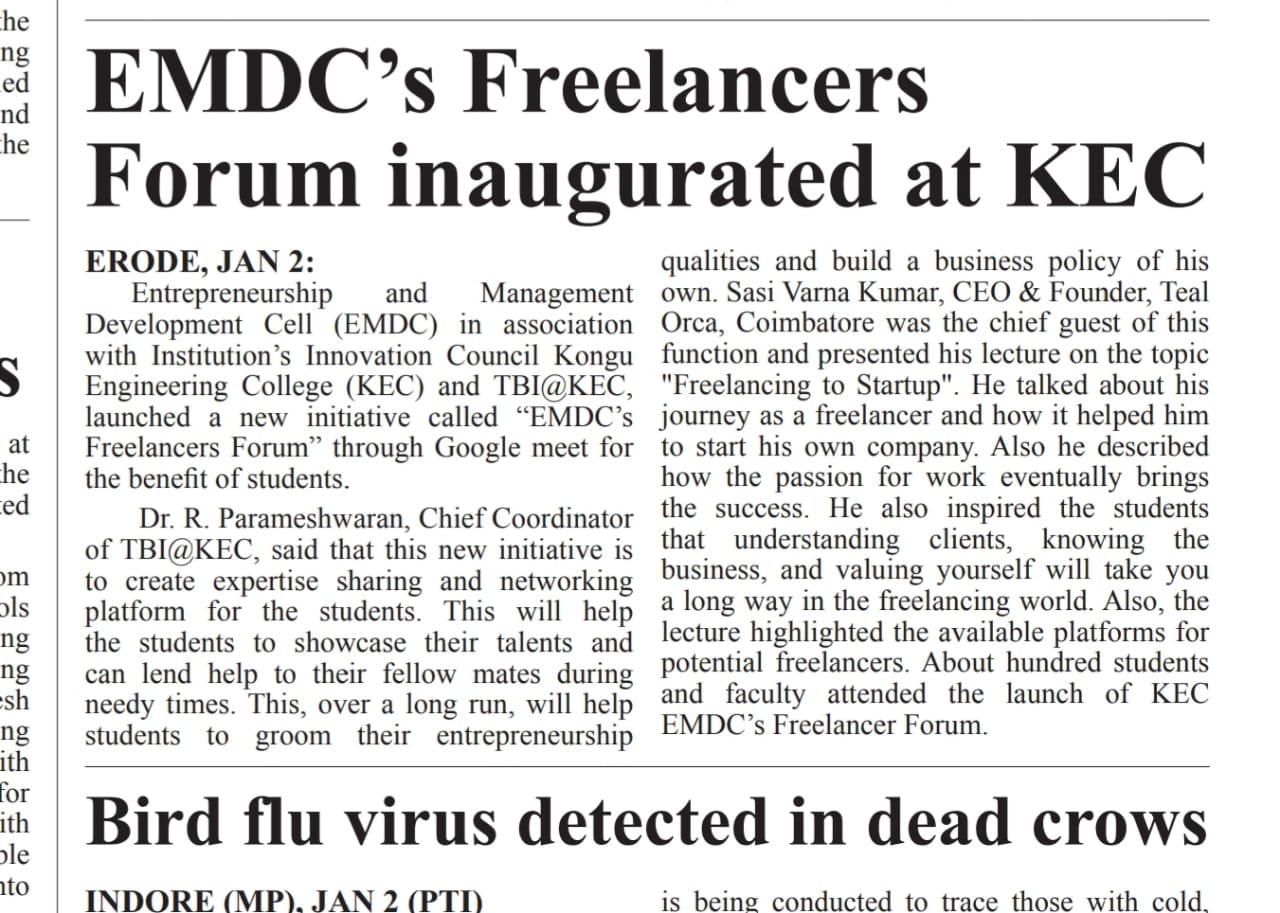 the
ng
ed
nd
the
s
at
the
ted
om
ols
ng
ng
esh
ng
ith
for
ith
ble
nto
EMDC’s Freelancers
Forum inaugurated at KEC
ERODE, JAN 2:
Entrepreneurship and Management
Development Cell (EMDC) in association
with Institution’s Innovation Council Kongu
Engineering College (KEC) and TBI@KEC,
launched a new initiative called “EMDC’s
Freelancers Forum” through Google meet for
the benefit of students.
Dr. R. Parameshwaran, Chief Coordinator
of TBI@KEC, said that this new initiative is
to create expertise sharing and networking
platform for the students. This will help
the students to showcase their talents and
can lend help to their fellow mates during
needy times. This, over a long run, will help
students to groom their entrepreneurship
qualities and build a business policy of his
own. Sasi Varna Kumar, CEO & Founder, Teal
Orca, Coimbatore was the chief guest of this
function and presented his lecture on the topic
"Freelancing to Startup". He talked about his
journey as a freelancer and how it helped him
to start his own company. Also he described
how the passion for work eventually brings
the success. He also inspired the students
that understanding clients, knowing the
business, and valuing yourself will take you
a long way in the freelancing world. Also, the
lecture highlighted the available platforms for
potential freelancers. About hundred students
and faculty attended the launch of KEC
EMDC’s Freelancer Forum.
Bird flu virus detected in dead crows
INDORE (MP), JAN 2 (PTI)
is being conducted to trace those with cold,